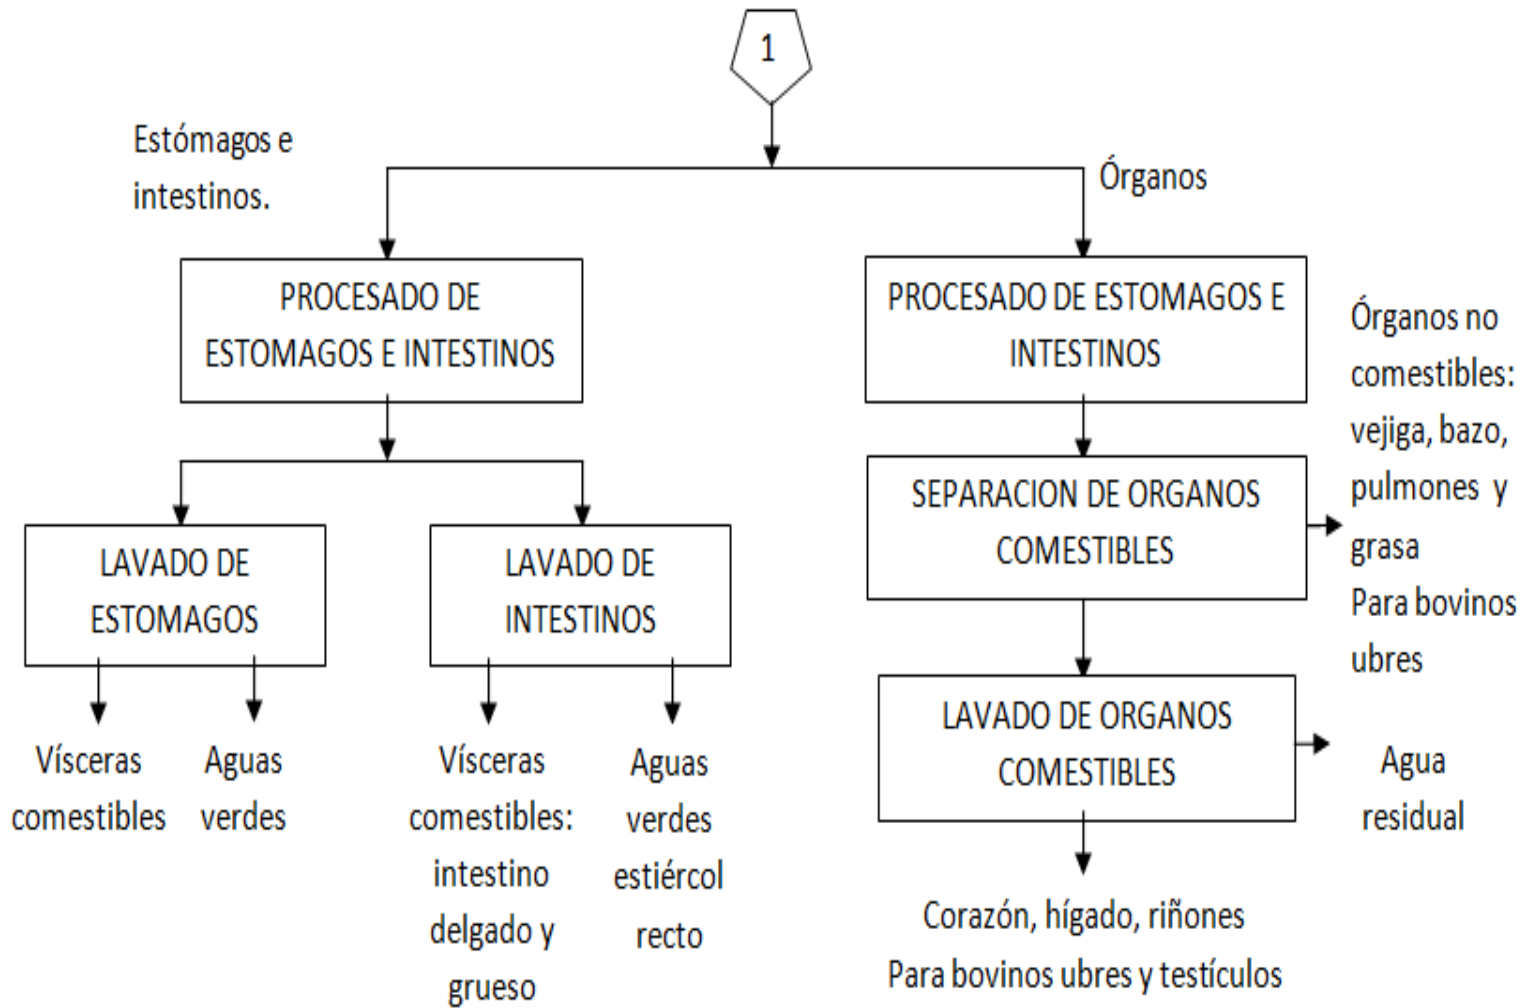 1
Estómagos e
intestinos.
Órganos
PROCESADO DE
ESTOMAGOS E INTESTINOS
PROCESADO DE ESTOMAGOS E
INTESTINOS
Órganos no
comestibles:
vejiga, bazo,
pulmones y
grasa
Para bovinos
ubres
SEPARACION DE ORGANOS
COMESTIBLES
LAVADO DE
ESTOMAGOS
LAVADO DE
INTESTINOS
LAVADO DE ORGANOS
COMESTIBLES
Vísceras
comestibles
Aguas
verdes
Vísceras
comestibles:
intestino
delgado y
grueso
Aguas
verdes
estiércol
recto
Agua
residual
Corazón, hígado, riñones
Para bovinos ubres y testículos